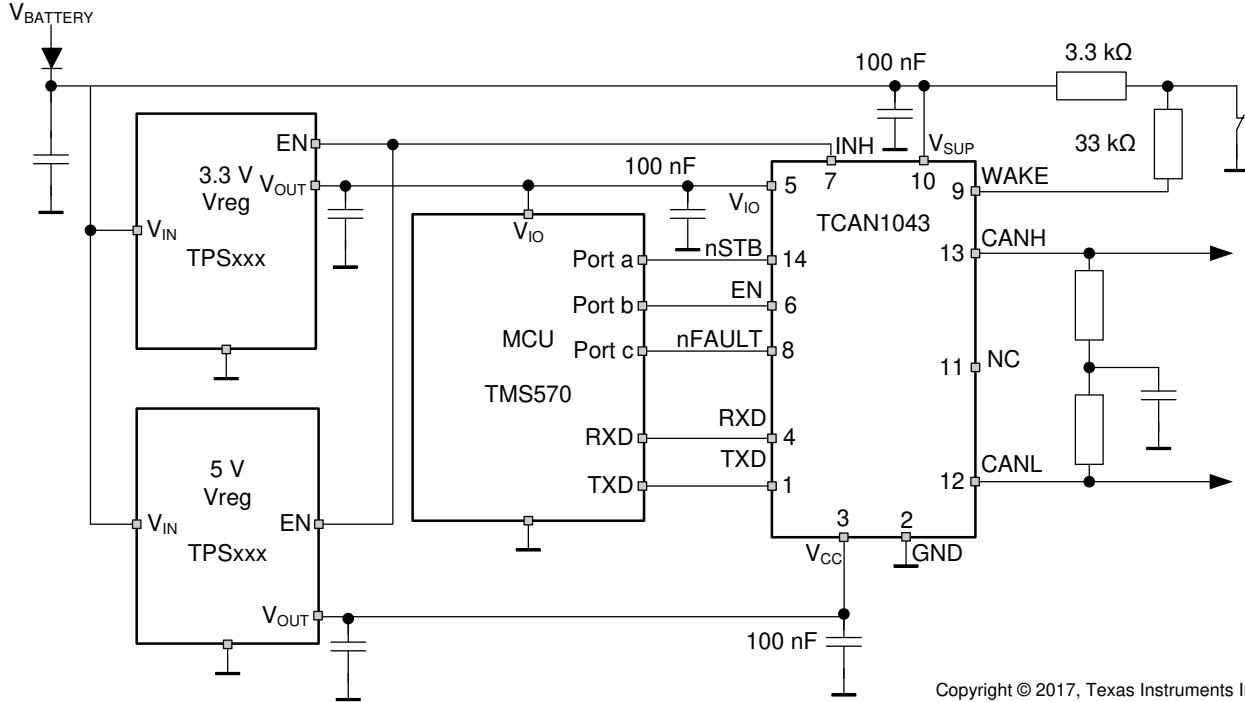 VBATTERY
100 nF
3.3 kΩ
33 kΩ
EN
3.3 V
Vreg
VOUT
VIN
TPSxxx
100 nF
INH
7
VSUP
10
5
VIO
TCAN1043
9
WAKE
VIO
MCU
TMS570
Port a
nSTB
14
Port b
EN
6
Port c
nFAULT
8
RXD
RXD
4
TXD
TXD
1
13
CANH
11
NC
12
CANL
3
VCC
2
GND
5 V
Vreg
VIN
EN
TPSxxx
VOUT
100 nF
Copyright © 2017, Texas Instruments